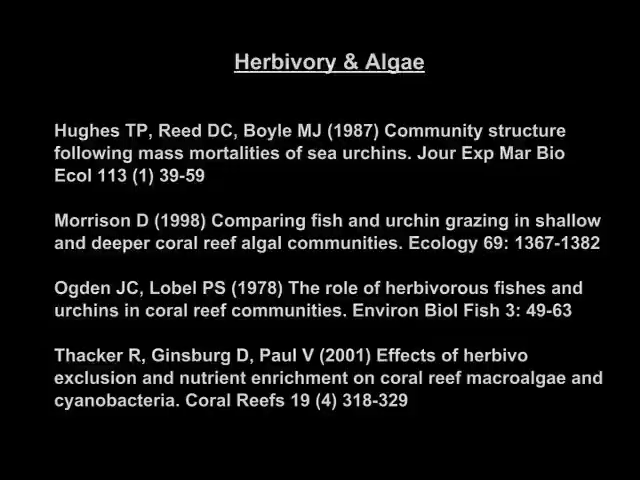 Herbivory & Algae
Hughes TP, Reed DC, Boyle MJ (1987) Community structure
following mass mortalities of sea urchins. Jour Exp Mar Bio
Ecol 113 (1) 39-59
Morrison D (1998) Comparing fish and urchin grazing in shallow
and deeper coral reef algal communities. Ecology 69: 1367-1382
Ogden JC, Lobel PS (1978) The role of herbivorous fishes and
urchins in coral reef communities. Environ Biol Fish 3: 49-63
Thacker R, Ginsburg D, Paul V (2001) Effects of herbivo
exclusion and nutrient enrichment on coral reef macroalgae and
cyanobacteria. Coral Reefs 19 (4) 318-329